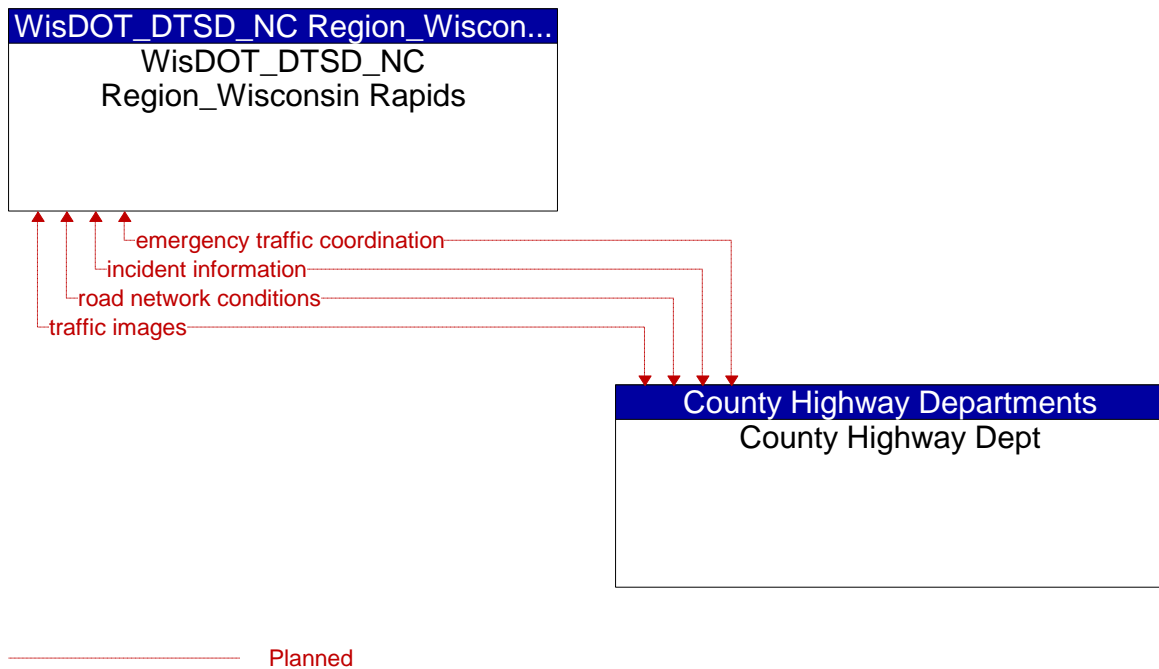 WisDOT_DTSD_NC Region_Wiscon...
WisDOT_DTSD_NC
Region_Wisconsin Rapids
emergency traffic coordination
incident information
road network conditions
traffic images
County Highway Departments
County Highway Dept
Planned